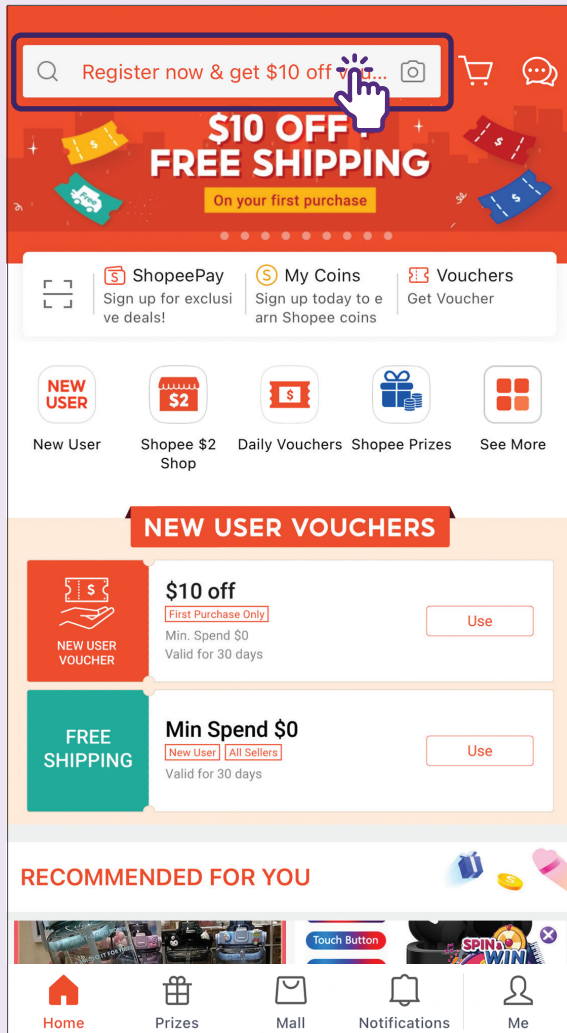 Register now & get $10 off vou...
$10 OFF +
FREE SHIPPING
On your first purchase
Free
ShopeePay
Sign up for exclusi
ve deals!
My Coins
Sign up today to e
arn Shopee coins
Vouchers
Get Voucher
NEW
USER
New User
$2
Shopee $2
Shop
Daily Vouchers
Shopee Prizes
See More
NEW USER VOUCHERS
NEW USER
VOUCHER
$10 off
First Purchase Only
Min. Spend $0
Valid for 30 days
Use
FREE
SHIPPING
Min Spend $0
New User
All Sellers
Valid for 30 days
Use
RECOMMENDED FOR YOU
Touch Button
SPIN &
WIN
Home
Prizes
Mall
Notifications
Me